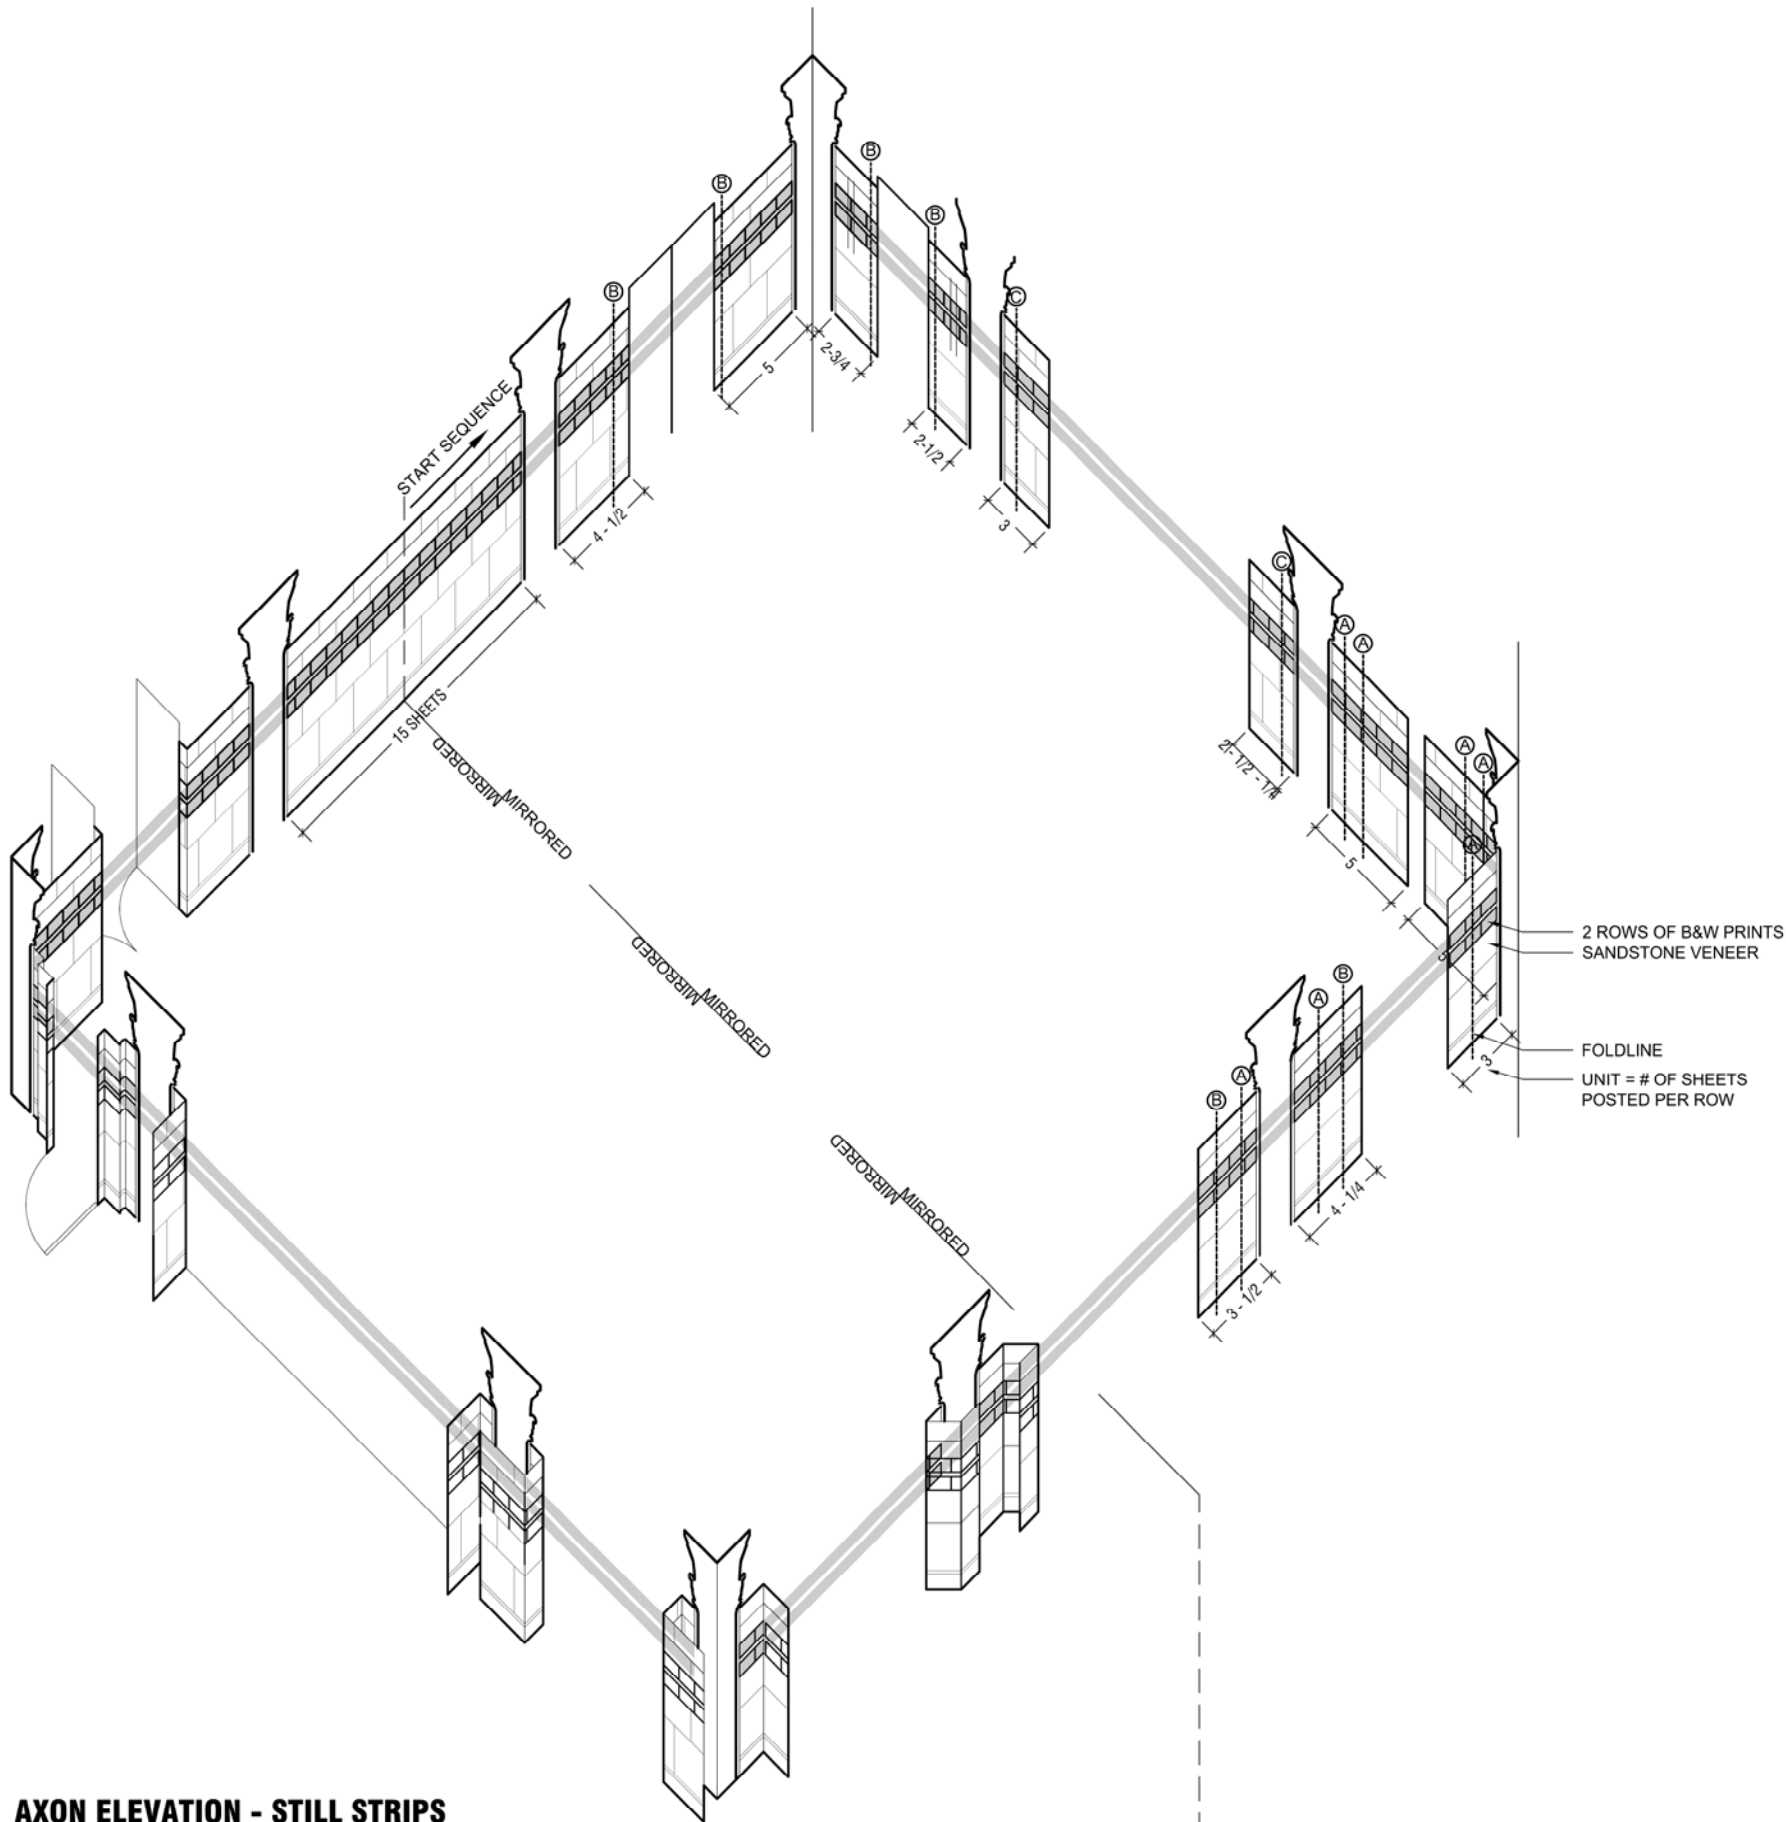 B
B
B
B
C
5
2-3/4
2-1/2
3
START SEQUENCE
4 - 1/2
15 SHEETS
C
A
A
A
A
A
5
5
3
MIRRORED
MIRRORED
MIRRORED
MIRRORED
MIRRORED
MIRRORED
2 ROWS OF B&W PRINTS
SANDSTONE VENEER
FOLDLINE
UNIT = # OF SHEETS
POSTED PER ROW
B
A
4 - 1/4
A
B
3 - 1/2
AXON ELEVATION - STILL STRIPS